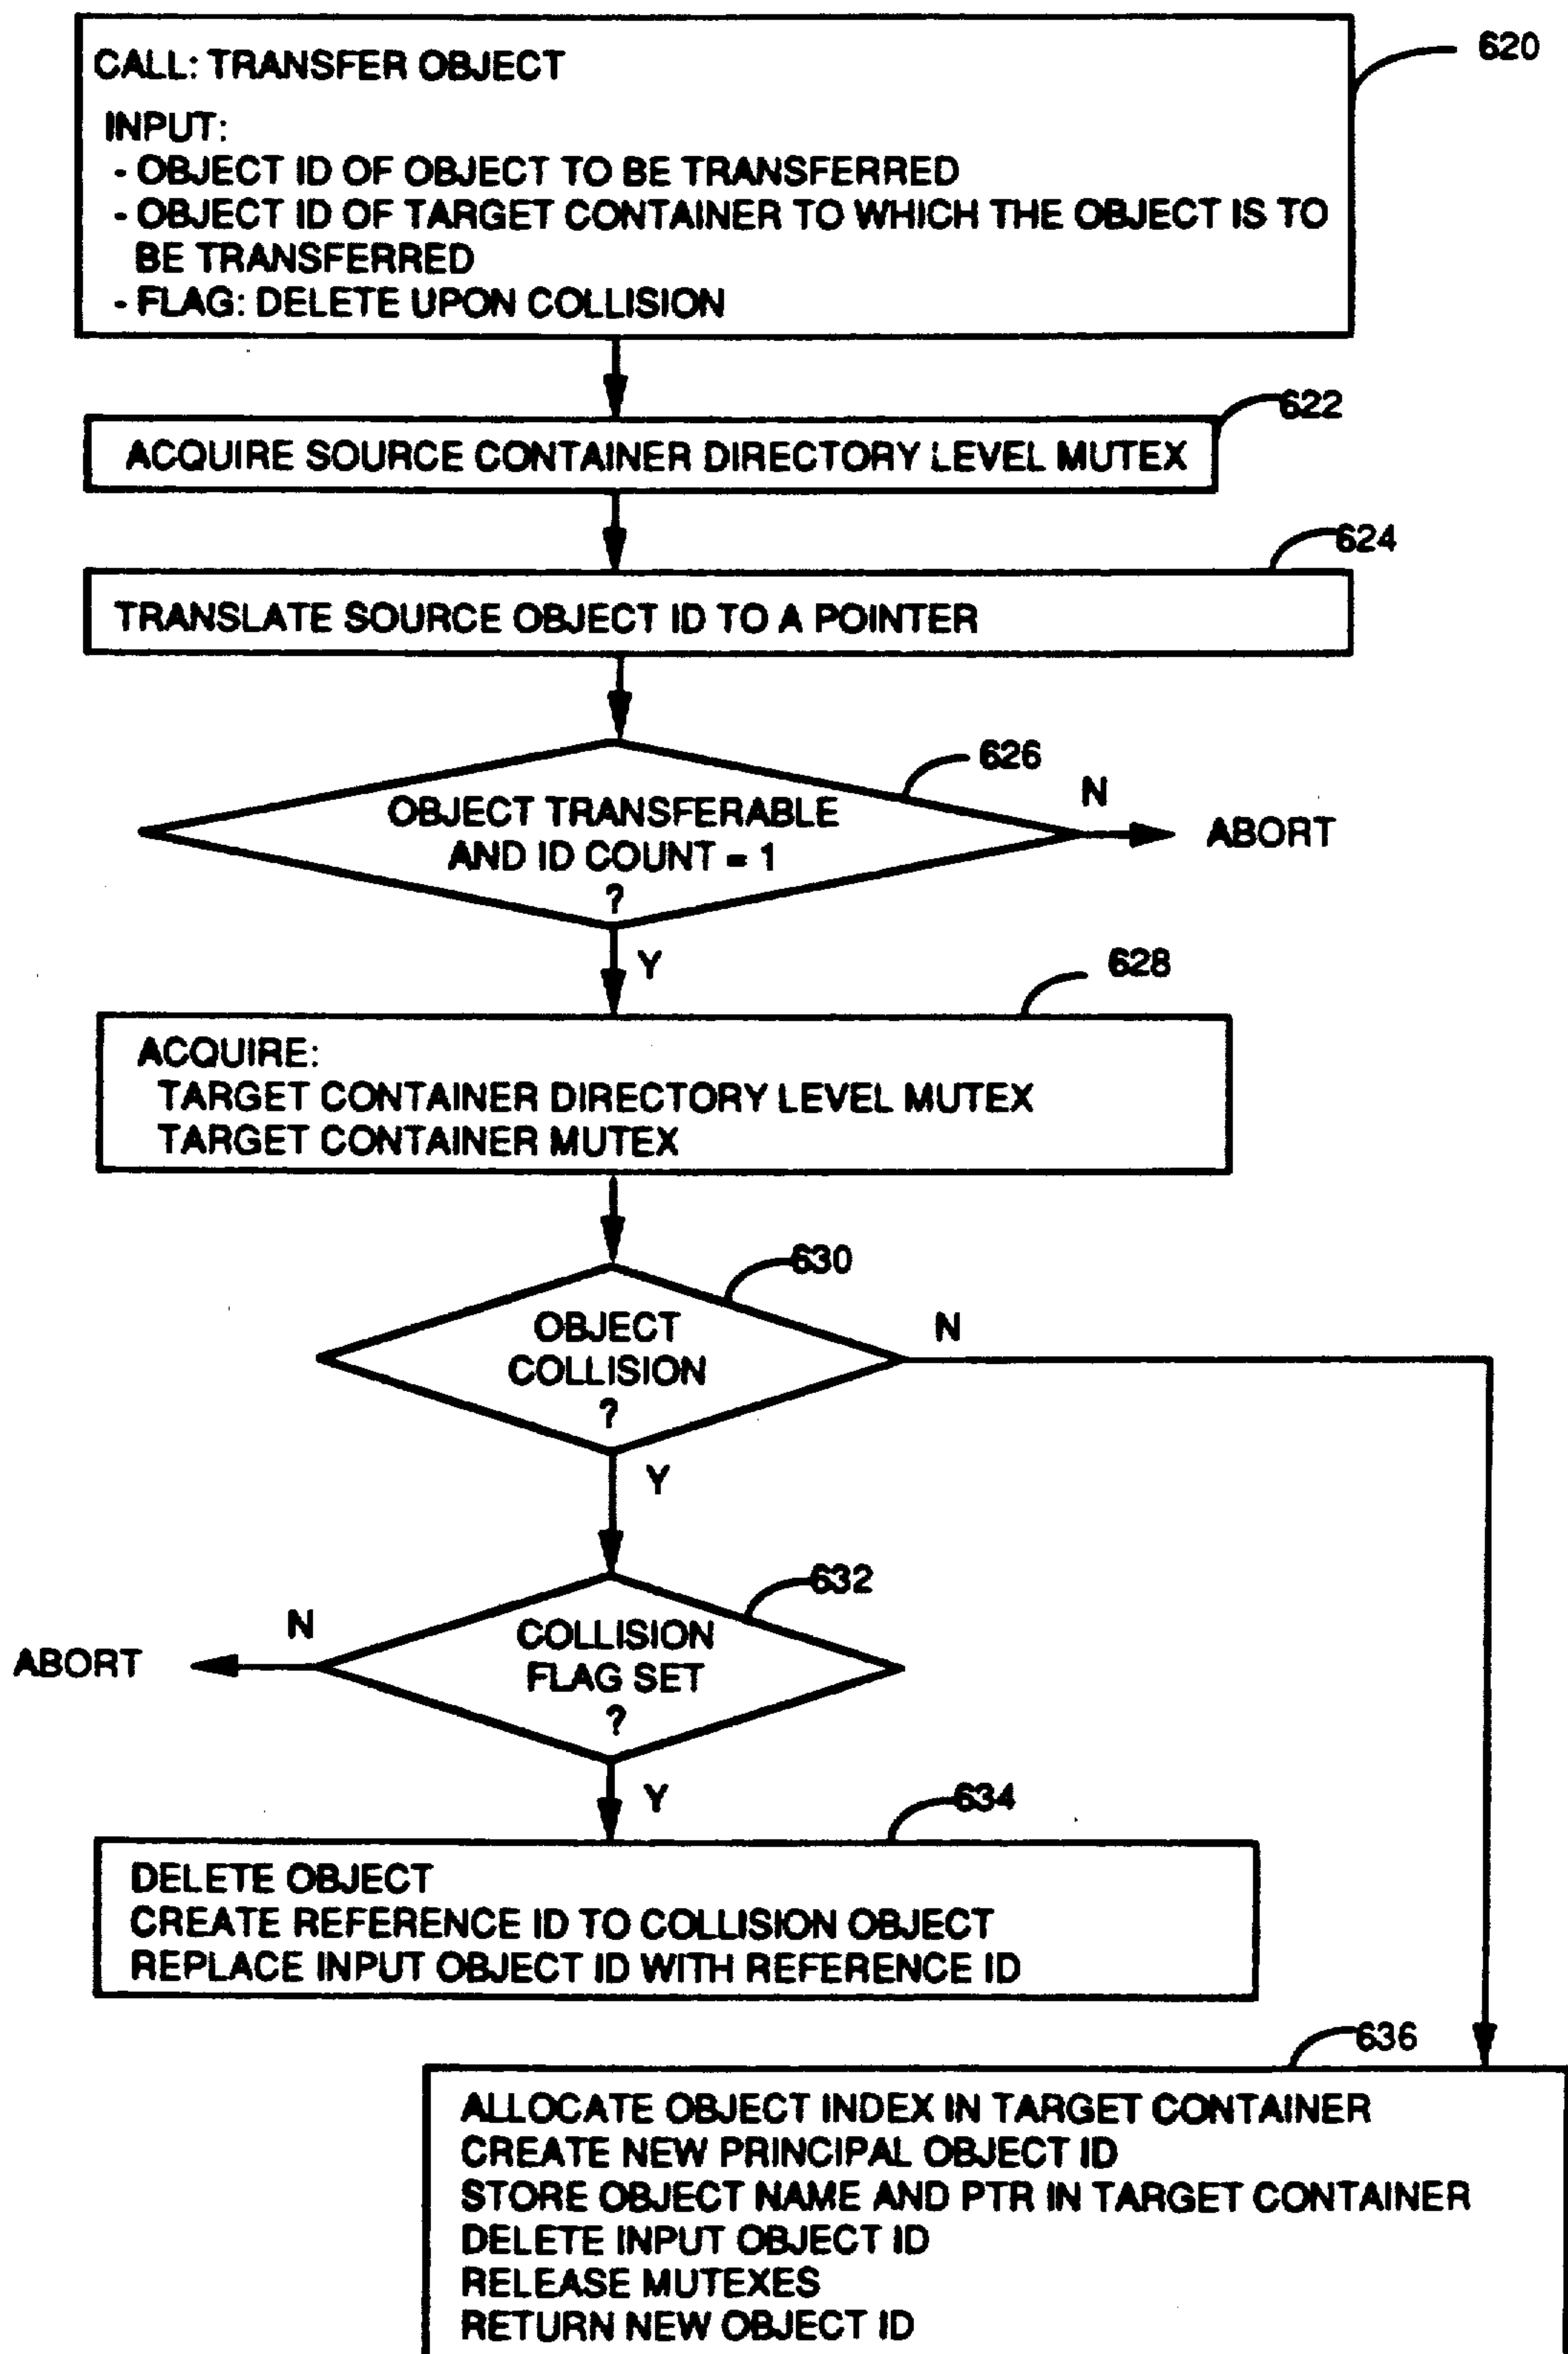 CALL: TRANSFER OBJECT
620
INPUT:
- OBJECT ID OF OBJECT TO BE TRANSFERRED
- OBJECT ID OF TARGET CONTAINER TO WHICH THE OBJECT IS TO
BE TRANSFERRED
- FLAG: DELETE UPON COLLISION
622
ACQUIRE SOURCE CONTAINER DIRECTORY LEVEL MUTEX
624
TRANSLATE SOURCE OBJECT ID TO A POINTER
626
OBJECT TRANSFERABLE
AND ID COUNT = 1
?
N
ABORT
Y
628
ACQUIRE:
TARGET CONTAINER DIRECTORY LEVEL MUTEX
TARGET CONTAINER MUTEX
630
OBJECT
COLLISION
?
N
Y
632
COLLISION
FLAG SET
?
N
ABORT
Y
634
DELETE OBJECT
CREATE REFERENCE ID TO COLLISION OBJECT
REPLACE INPUT OBJECT ID WITH REFERENCE ID
636
ALLOCATE OBJECT INDEX IN TARGET CONTAINER
CREATE NEW PRINCIPAL OBJECT ID
STORE OBJECT NAME AND PTR IN TARGET CONTAINER
DELETE INPUT OBJECT ID
RELEASE MUTEXES
RETURN NEW OBJECT ID